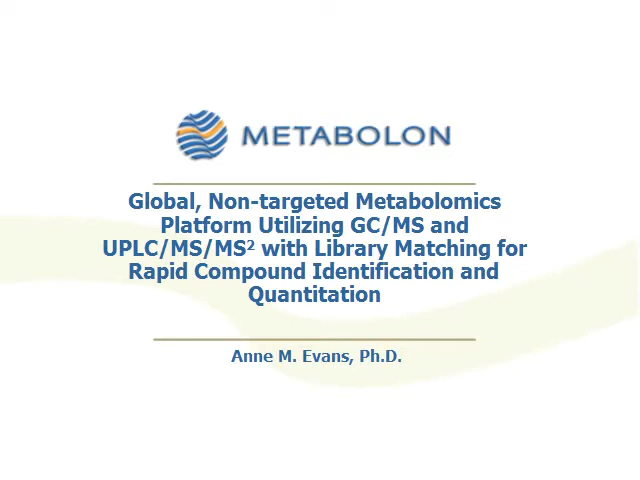 METABOLON
Global, Non-targeted Metabolomics
Platform Utilizing GC/MS and
UPLC/MS/MS² with Library Matching for
Rapid Compound Identification and
Quantitation
Anne M. Evans, Ph.D.